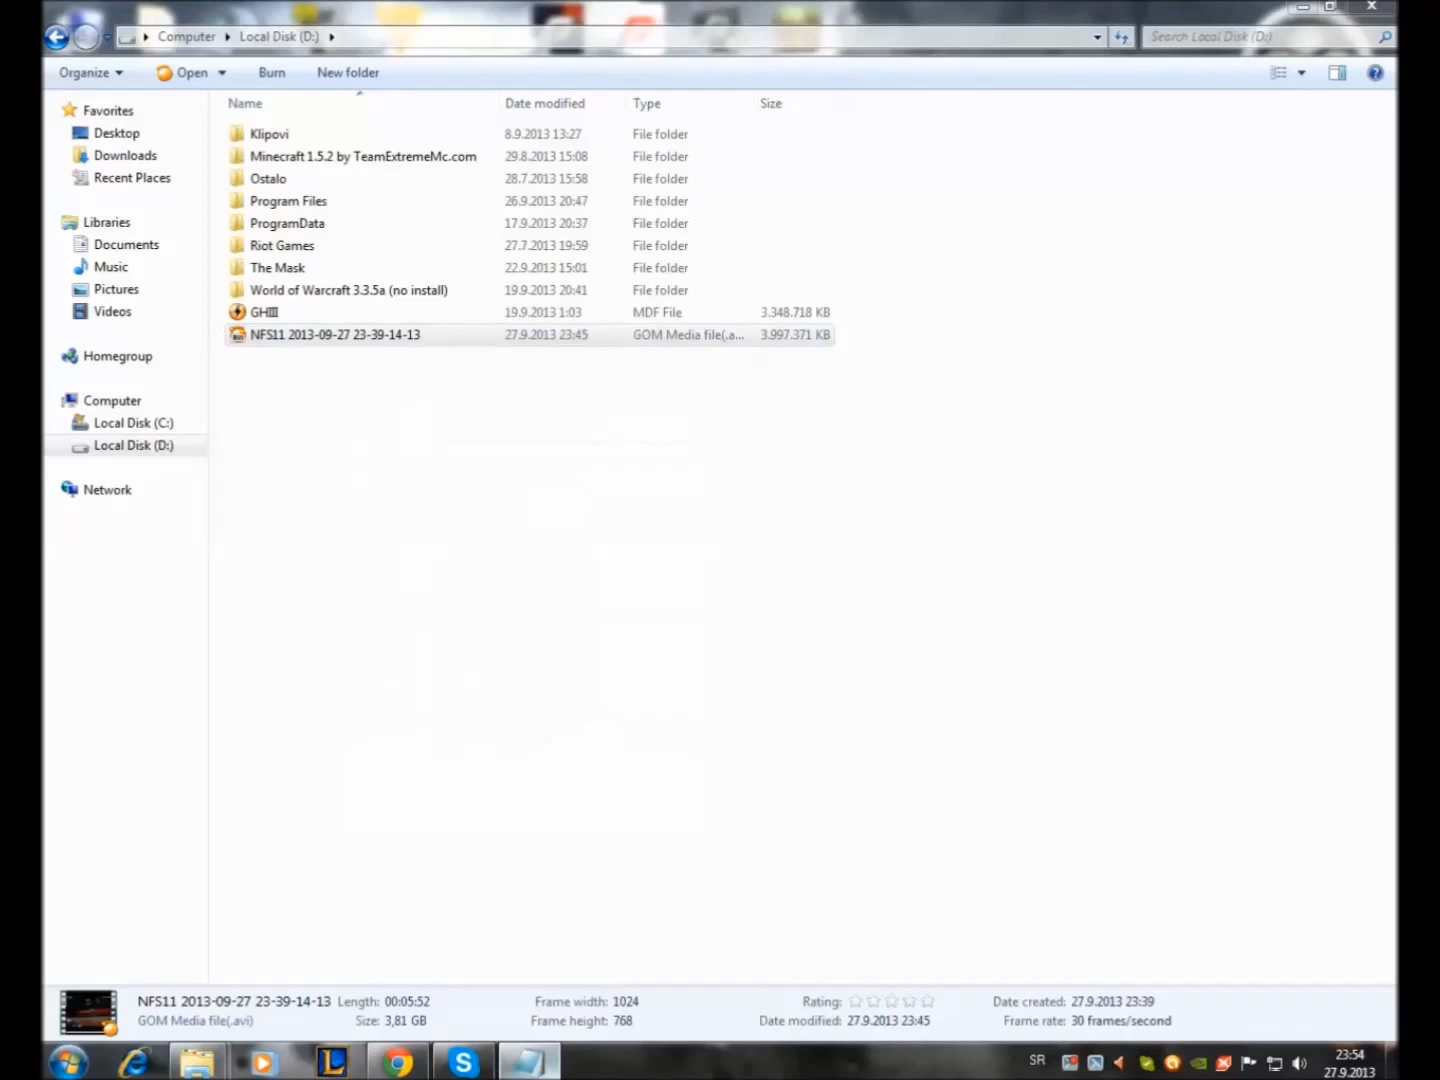 Computer Local Disk (D:)
Search Local Disk (D:)
Organize Open Burn New folder
Name Date modified Type Size
Favorites
Desktop
Downloads
Recent Places
Libraries
Documents
Music
Pictures
Videos
Homegroup
Computer
Local Disk (C:)
Local Disk (D:)
Network
Klipovi 8.9.2013 13:27 File folder
Minecraft 1.5.2 by TeamExtremeMc.com 29.8.2013 15:08 File folder
Ostalo 28.7.2013 15:58 File folder
Program Files 26.9.2013 20:47 File folder
ProgramData 17.9.2013 20:37 File folder
Riot Games 27.7.2013 19:59 File folder
The Mask 22.9.2013 15:01 File folder
World of Warcraft 3.3.5a (no install) 19.9.2013 20:41 File folder
GHIII 19.9.2013 1:03 MDF File 3.348.718 KB
NFS11 2013-09-27 23-39-14-13 27.9.2013 23:45 GOM Media file(.a... 3.997.371 KB
NFS11 2013-09-27 23-39-14-13 Length: 00:05:52 Frame width: 1024 Rating: Date created: 27.9.2013 23:39
GOM Media file(.avi) Size: 3,81 GB Frame height: 768 Date modified: 27.9.2013 23:45 Frame rate: 30 frames/second
SR
23:54
27.9.2013